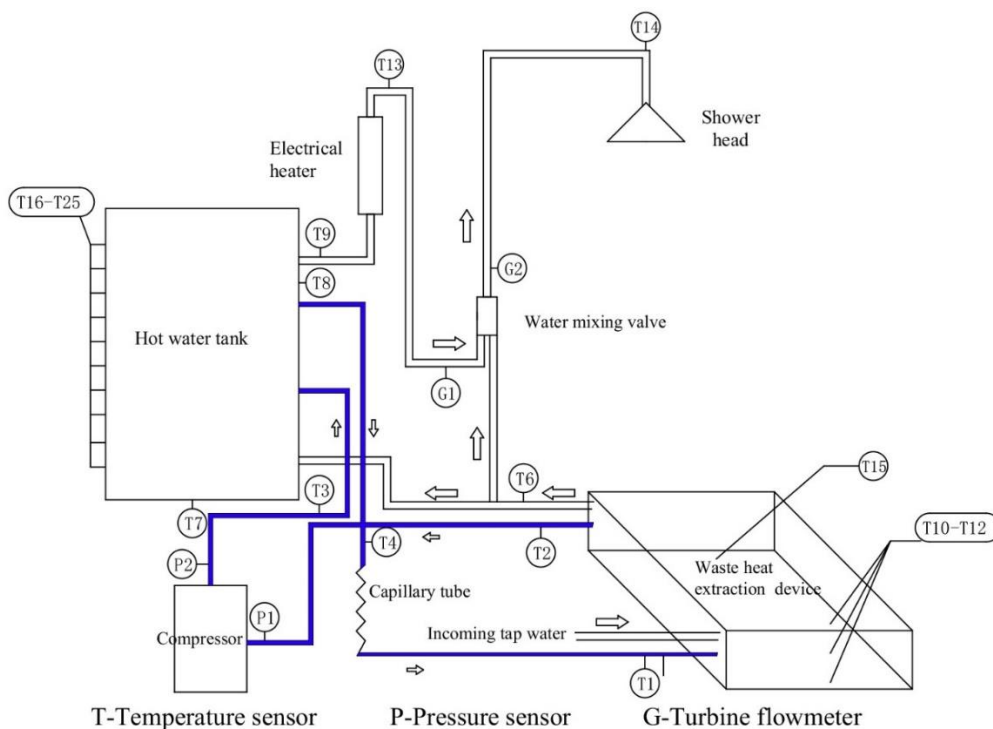 T14
T13
Shower
head
Electrical
heater
T16-T25
T9
T8
G2
Hot water tank
Water mixing valve
G1
T15
T6
T3
T10-T12
T7
T4
T2
Waste heat
extraction device
P2
Capillary tube
Compressor
P1
Incoming tap water
T1
T-Temperature sensor
P-Pressure sensor
G-Turbine flowmeter